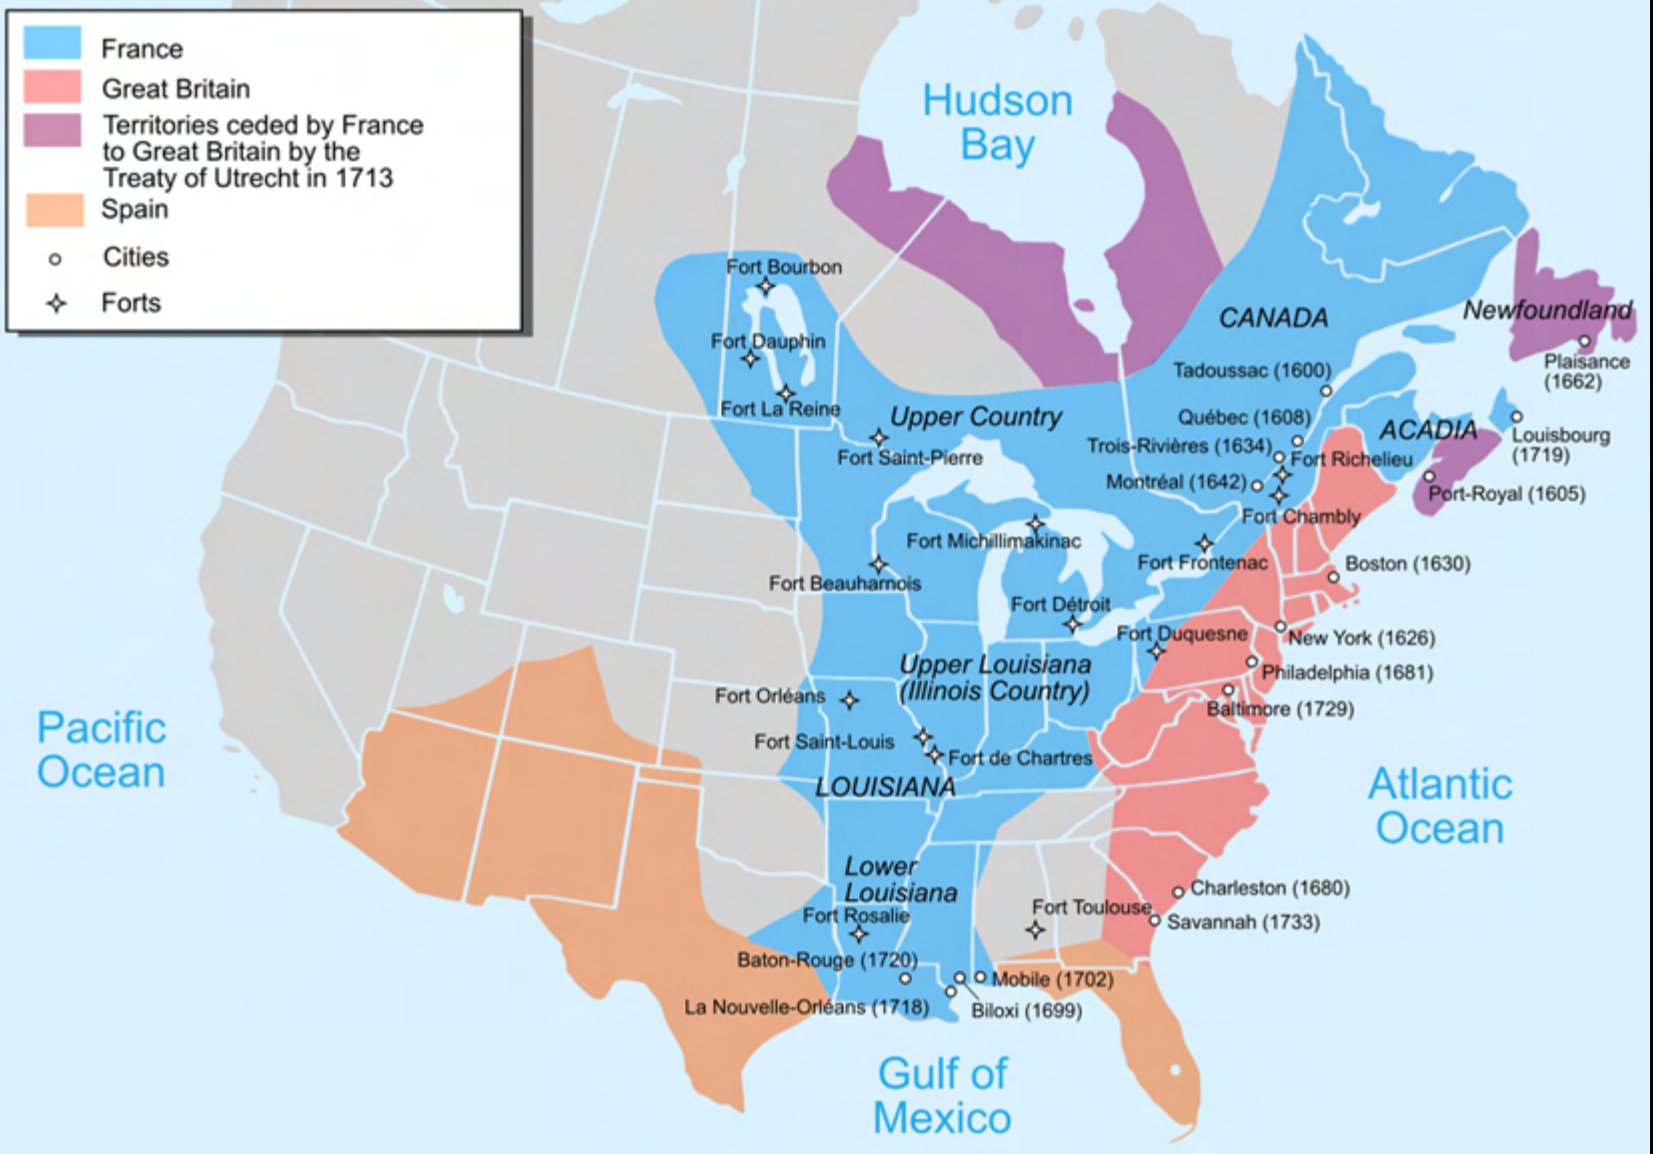 France
Great Britain
Territories ceded by France
to Great Britain by the
Treaty of Utrecht in 1713
Spain
Cities
Forts
Hudson
Bay
Fort Bourbon
CANADA
Newfoundland
Fort Dauphin
Plaisance
(1662)
Tadoussac (1600)
Fort La Reine
Upper Country
Québec (1608)
ACADIA
Louisbourg
(1719)
Trois-Rivières (1634)
Fort Richelieu
Fort Saint-Pierre
Montréal (1642)
Port-Royal (1605)
Fort Chambly
Fort Michillimakinac
Fort Frontenac
Boston (1630)
Fort Beauharnois
Fort Détroit
Fort Duquesne
New York (1626)
Upper Louisiana
(Illinois Country)
Philadelphia (1681)
Fort Orléans
Baltimore (1729)
Pacific
Ocean
Fort Saint-Louis
Fort de Chartres
LOUISIANA
Atlantic
Ocean
Lower
Louisiana
Charleston (1680)
Fort Toulouse
Fort Rosalie
Savannah (1733)
Baton-Rouge (1720)
Mobile (1702)
La Nouvelle-Orléans (1718)
Biloxi (1699)
Gulf of
Mexico